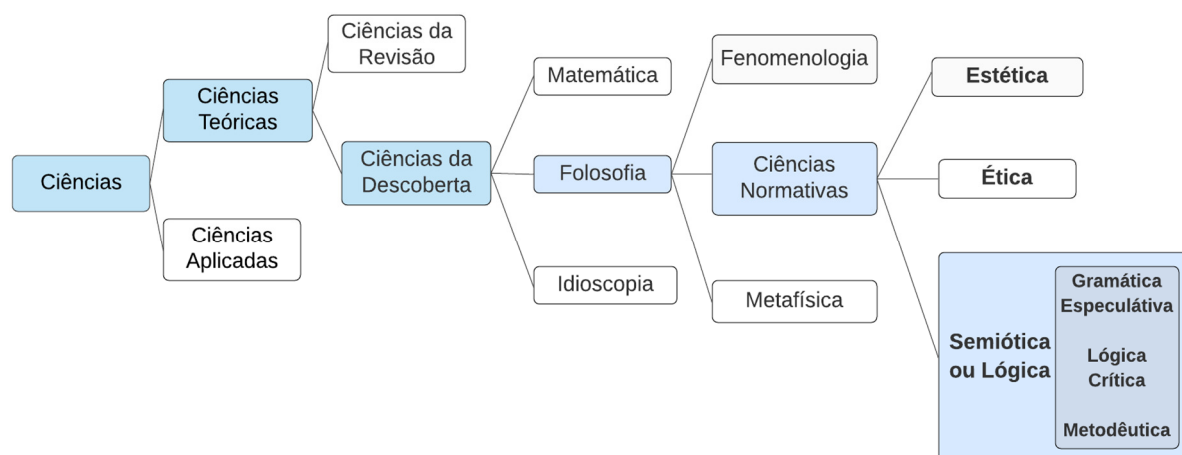 Ciências
Ciências
Teóricas
Ciências
Aplicadas
Ciências da
Revisão
Ciências da
Descoberta
Matemática
Folosofia
Idioscopia
Fenomenologia
Ciências
Normativas
Metafísica
Estética
Ética
Semiótica
ou Lógica
Gramática
Especulátiva
Lógica
Crítica
Metodêutica